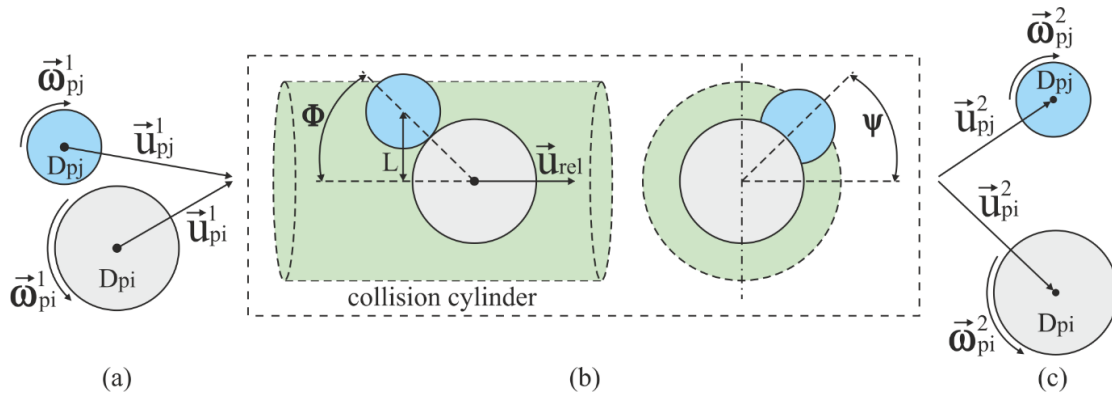 ω⃗¹pj
Dpj
u⃗¹pj
u⃗¹pi
Dpi
ω⃗¹pi
(a)
Φ
L
u⃗rel
collision cylinder
Ψ
(b)
ω⃗²pj
Dpj
u⃗²pj
u⃗²pi
Dpi
ω⃗²pi
(c)